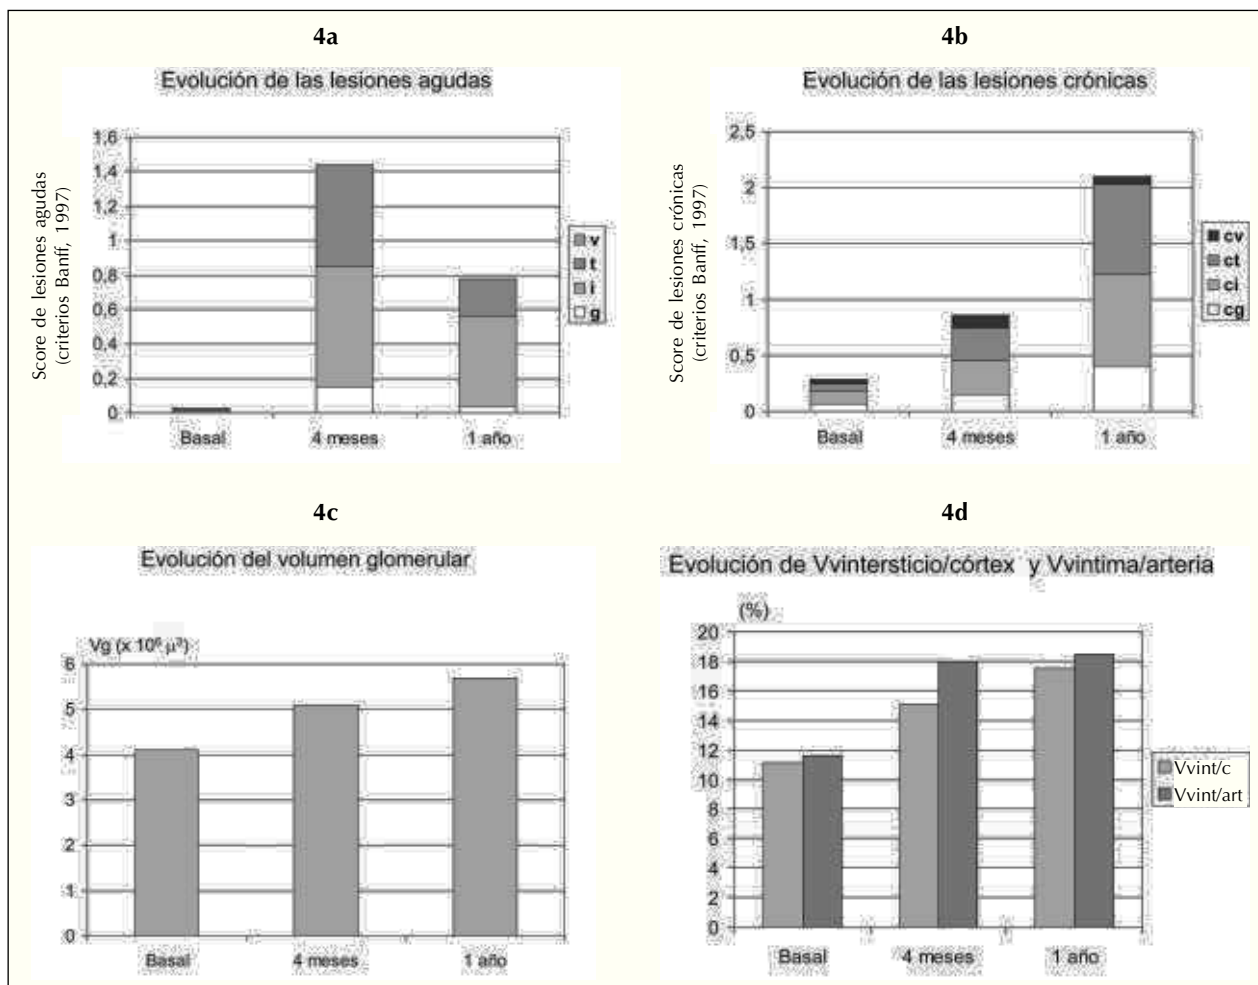 4a
Evolución de las lesiones agudas
Score de lesiones agudas
(criterios Banff, 1997)
1,6
1,4
1,2
1
0,8
0,6
0,4
0,2
0
Basal
4 meses
1 año
v
t
i
g
4b
Evolución de las lesiones crónicas
Score de lesiones crónicas
(criterios Banff, 1997)
2,5
2
1,5
1
0,5
0
Basal
4 meses
1 año
cv
ct
ci
cg
4c
Evolución del volumen glomerular
Vg (x 10⁶ µ³)
6
5
4
3
2
1
0
Basal
4 meses
1 año
4d
Evolución de Vvintersticio/córtex y Vvintima/arteria
(%)
20
18
16
14
12
10
8
6
4
2
0
Basal
4 meses
1 año
Vvint/c
Vvint/art